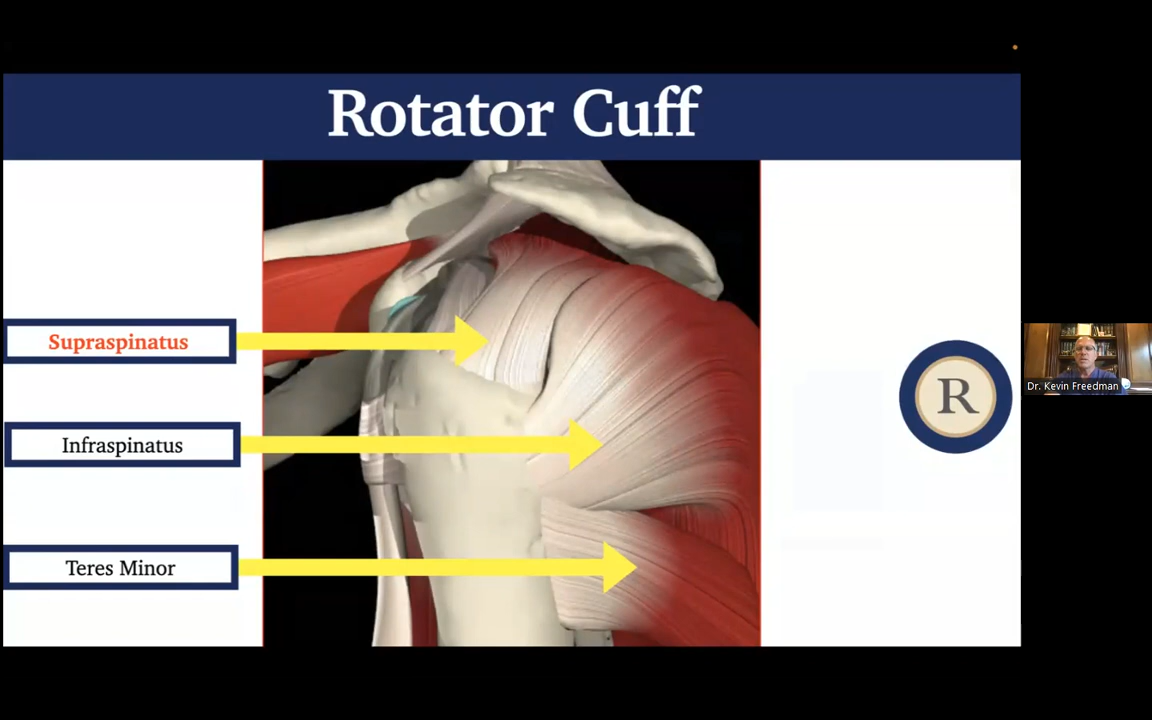 Rotator Cuff
Supraspinatus
Infraspinatus
Teres Minor
R
Dr. Kevin Freedman